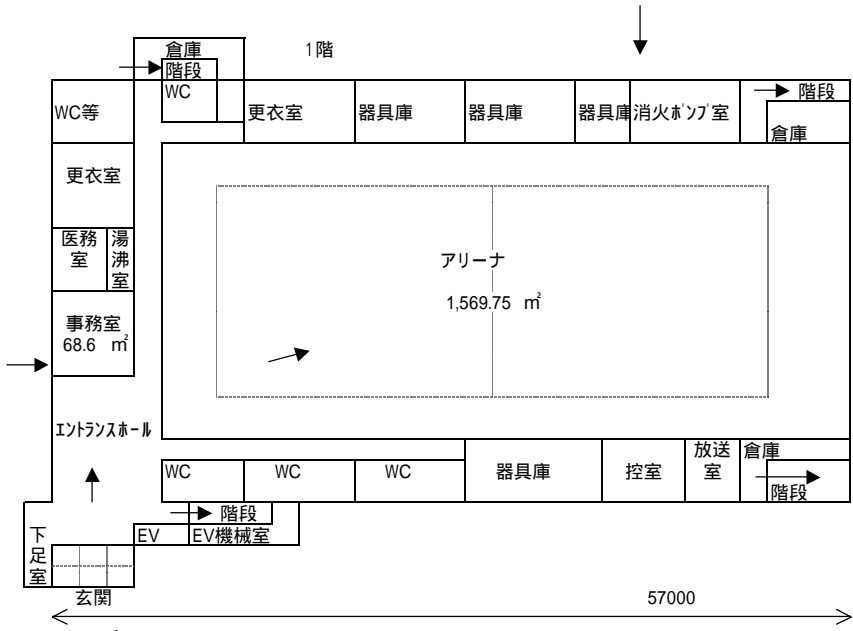 倉庫
1階
階段
WC
WC等
更衣室
器具庫
器具庫
器具庫
消火ポンプ室
階段
倉庫
更衣室
医務室
湯沸室
アリーナ
1,569.75 ㎡
事務室
68.6 ㎡
エントランスホール
WC
WC
WC
器具庫
控室
放送室
倉庫
階段
階段
EV
EV機械室
下足室
玄関
57000